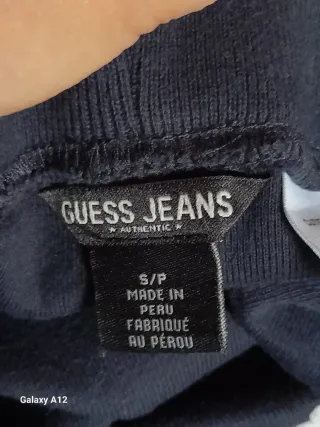 GUESS JEANS
★ AUTHENTIC ★
S/P
MADE IN
PERU
FABRIQUÉ
AU PÉROU
Galaxy A12